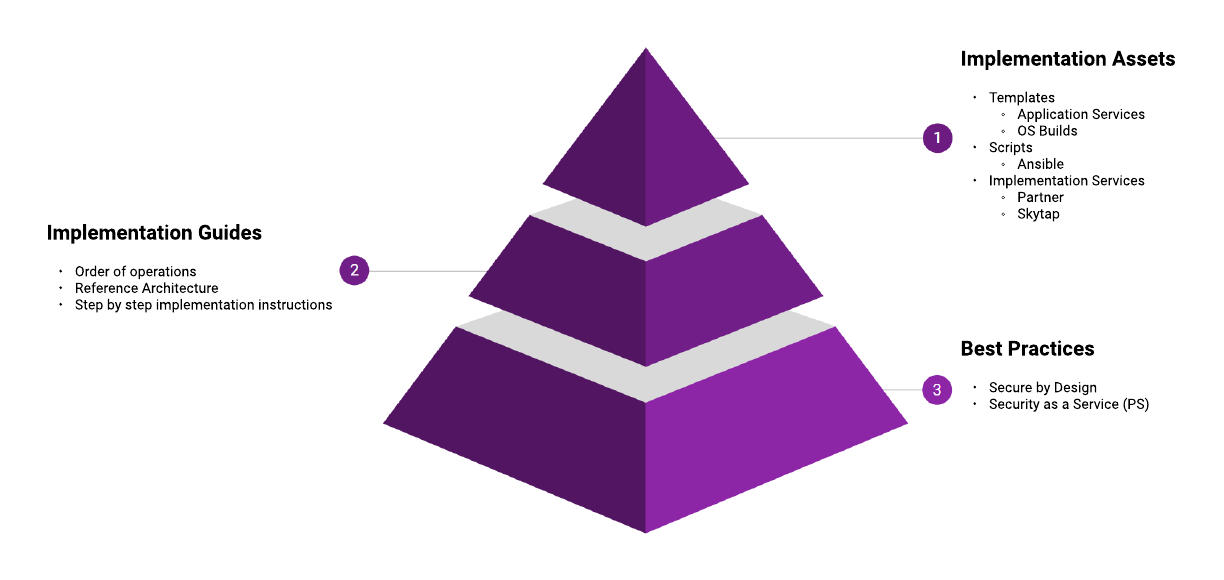 Implementation Assets
• Templates
◦ Application Services
◦ OS Builds
• Scripts
◦ Ansible
• Implementation Services
◦ Partner
◦ Skytap
1
Implementation Guides
• Order of operations
• Reference Architecture
• Step by step implementation instructions
2
Best Practices
• Secure by Design
• Security as a Service (PS)
3